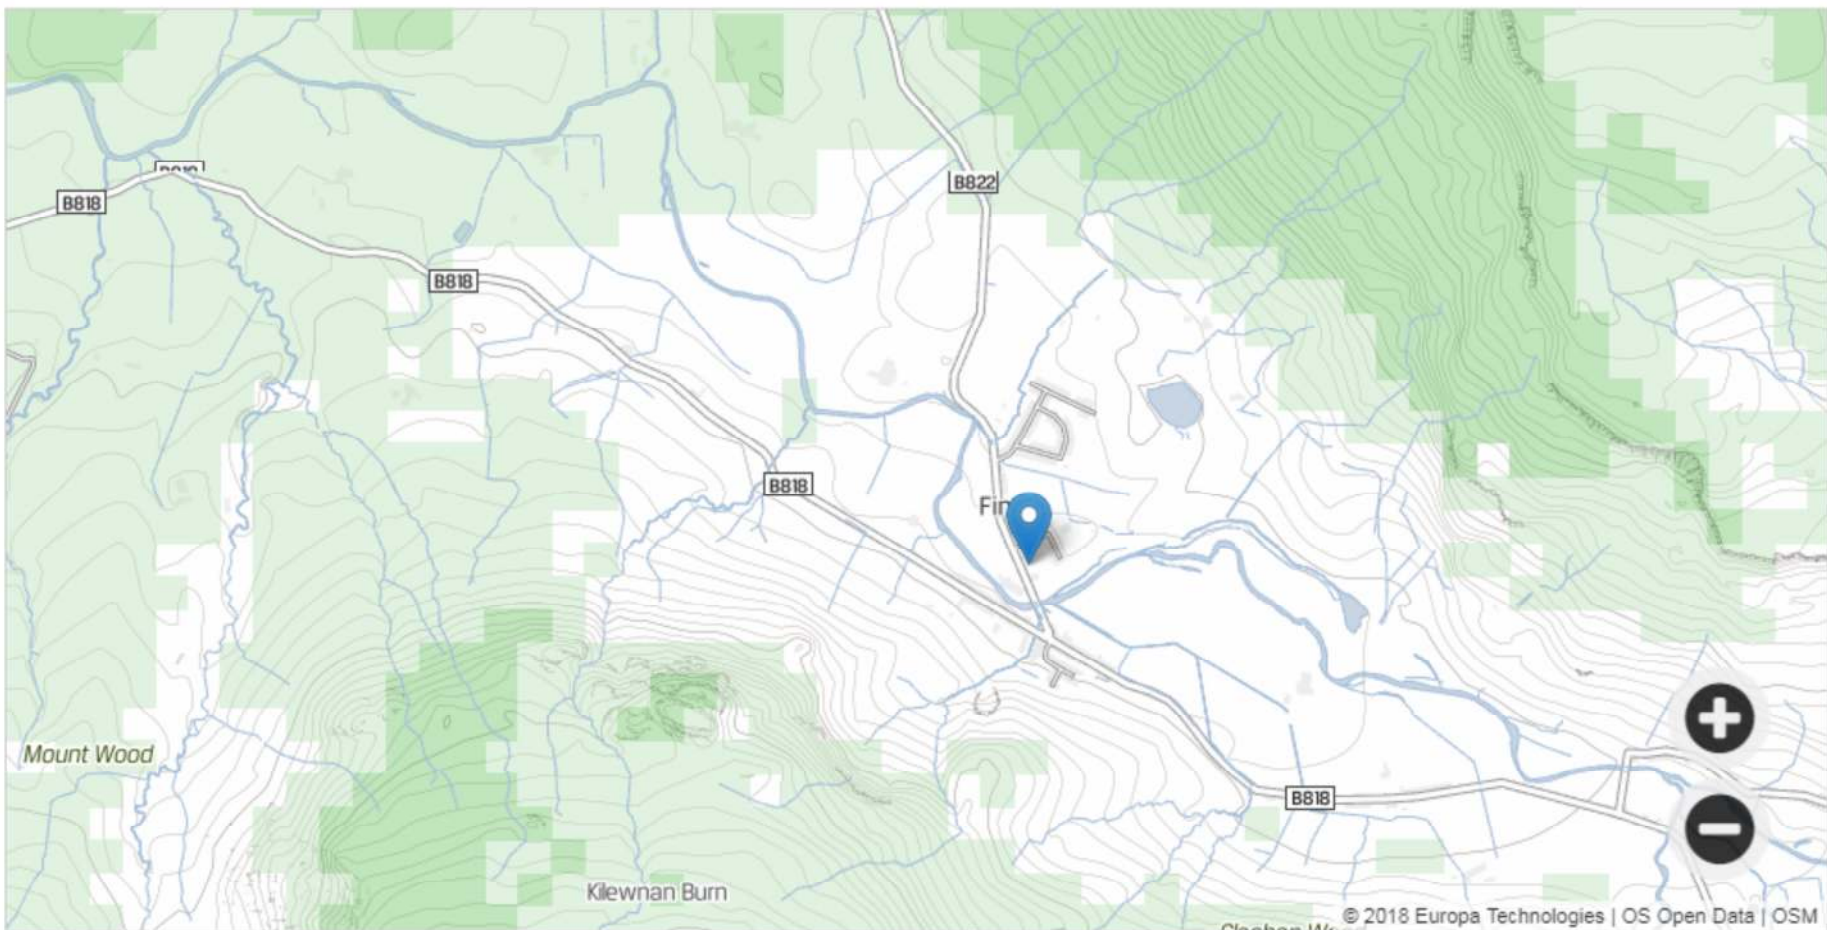 B822
B818
B818
B818
Fin
Mount Wood
B818
Kilewnan Burn
© 2018 Europa Technologies | OS Open Data | OSM